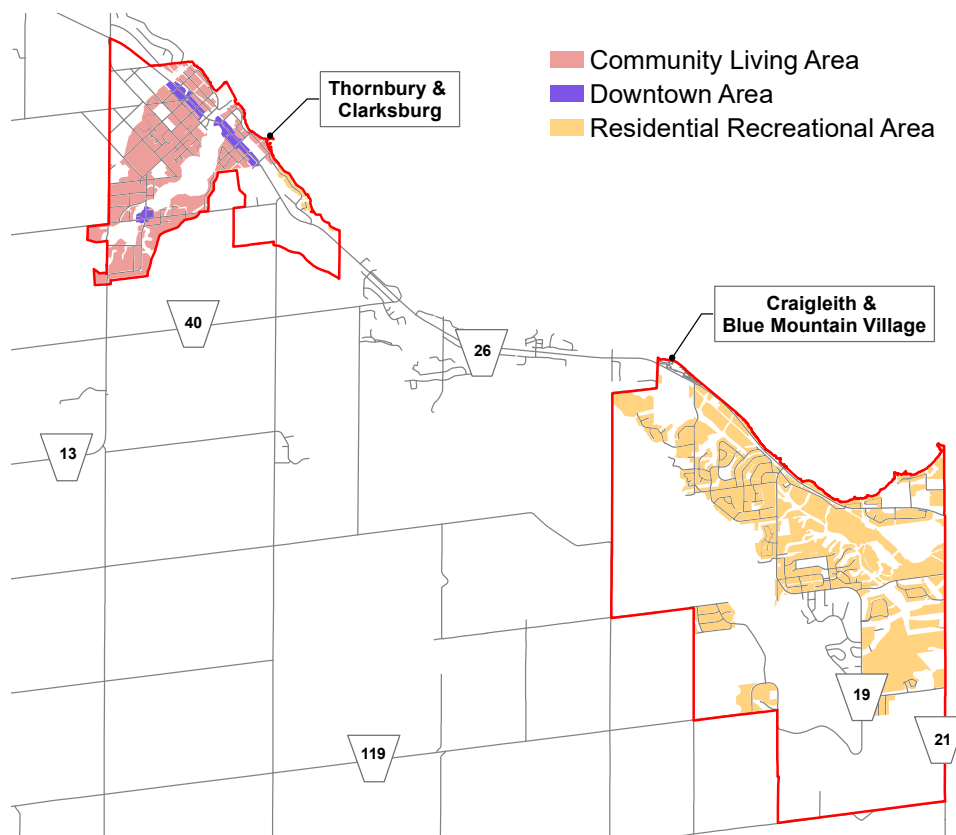 Community Living Area
Downtown Area
Residential Recreational Area
Thornbury &
Clarksburg
Craigleith &
Blue Mountain Village
40
26
13
19
21
119